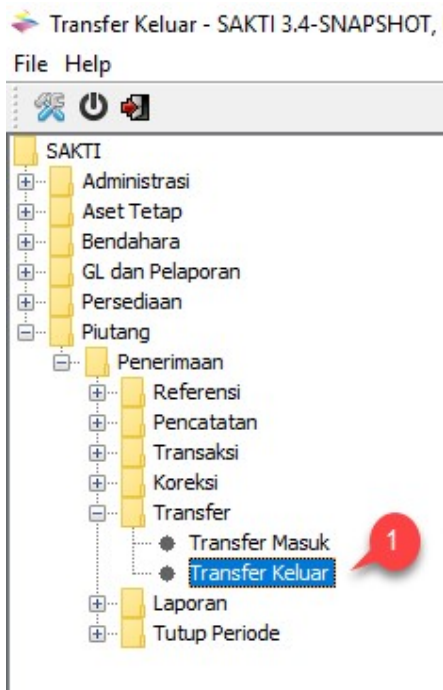 Transfer Keluar - SAKTI 3.4-SNAPSHOT,
File Help
SAKTI
Administrasi
Aset Tetap
Bendahara
GL dan Pelaporan
Persediaan
Piutang
Penerimaan
Referensi
Pencatatan
Transaksi
Koreksi
Transfer
Transfer Masuk
Transfer Keluar 1
Laporan
Tutup Periode